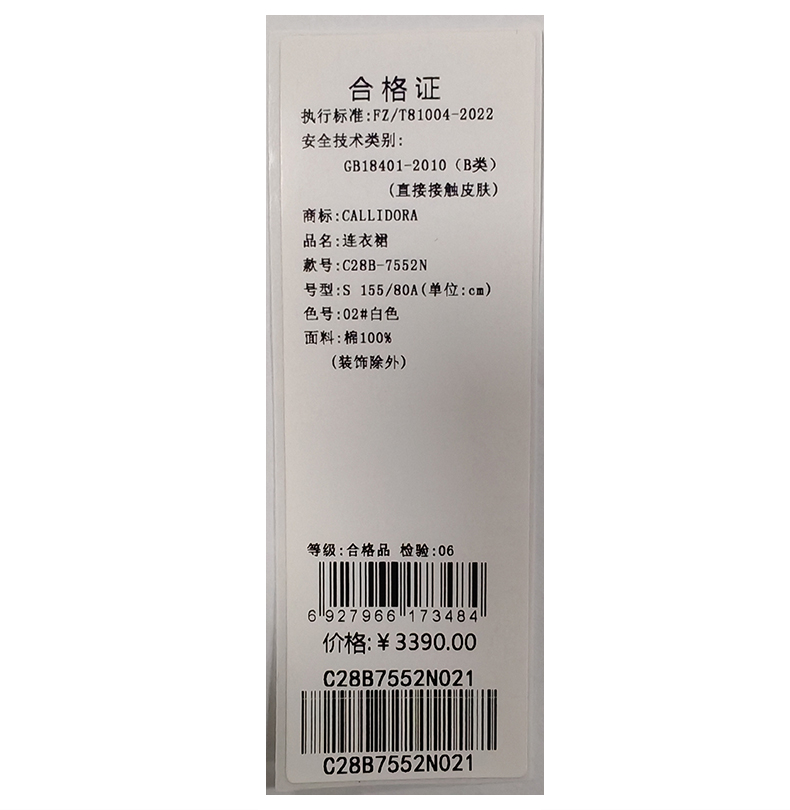 合格证
执行标准:FZ/T81004-2022
安全技术类别:
GB18401-2010（B类）
(直接接触皮肤)
商标:CALLIDORA
品名:连衣裙
款号:C28B-7552N
号型:S 155/80A(单位:cm)
色号:02#白色
面料:棉100%
(装饰除外)
等级:合格品 检验:06
6 927966 173484
价格:￥3390.00
C28B7552N021
C28B7552N021